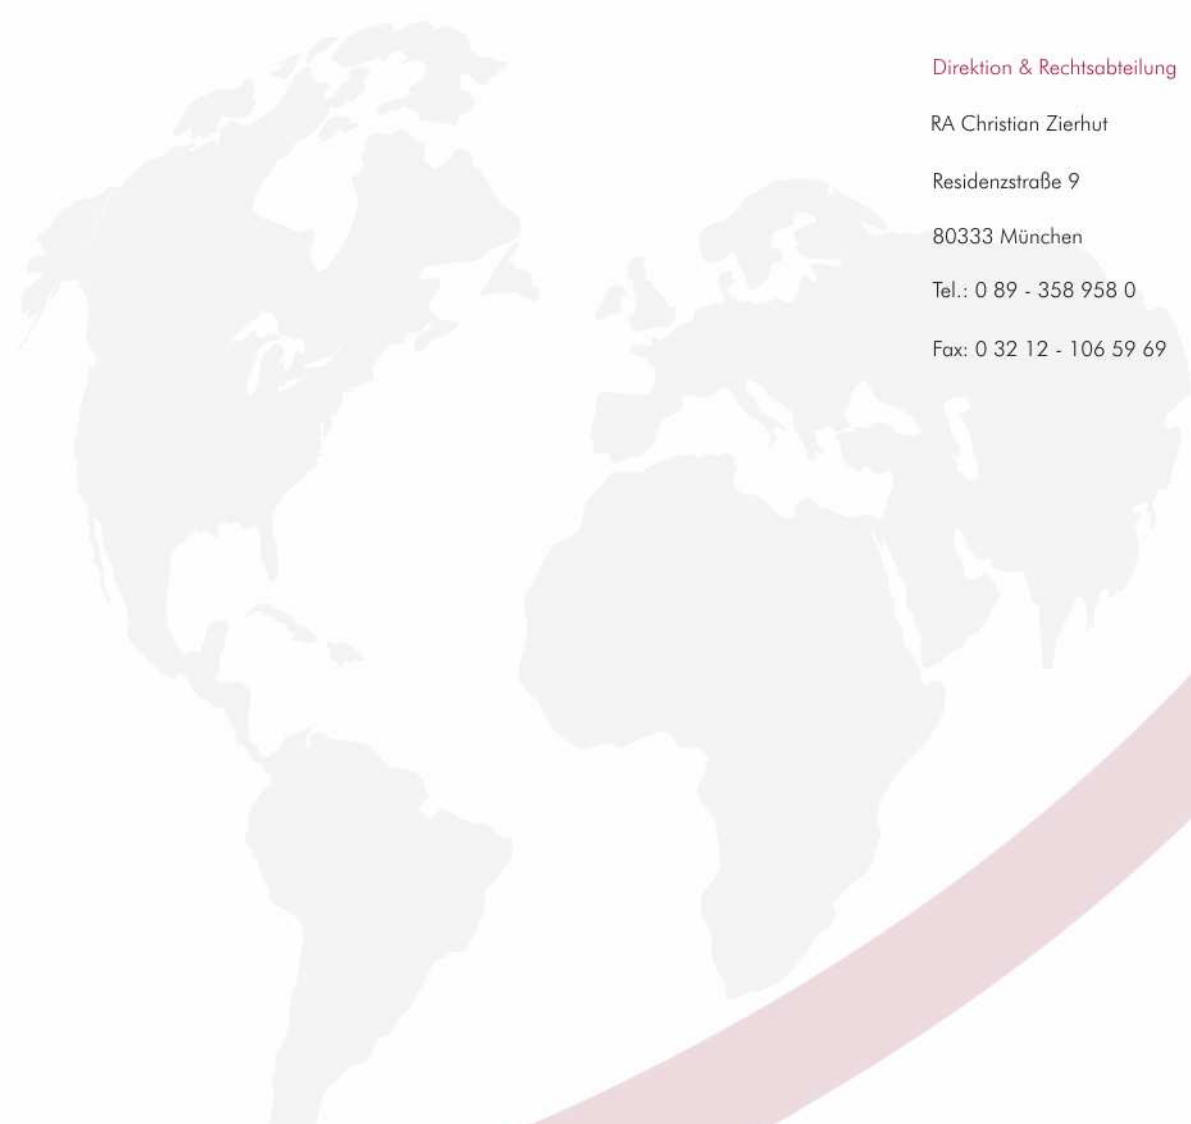 Direktion & Rechtsabteilung
RA Christian Zierhut
Residenzstraße 9
80333 München
Tel.: 0 89 - 358 958 0
Fax: 0 32 12 - 106 59 69